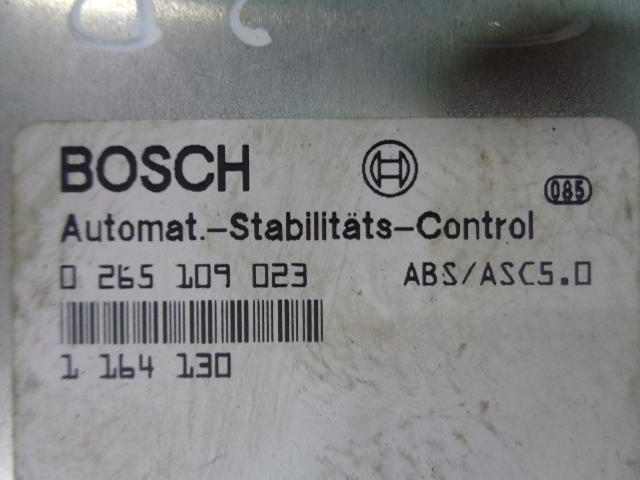 BOSCH
085
Automat.-Stabilitäts-Control
0 265 109 023 ABS/ASC5.0
1 164 130